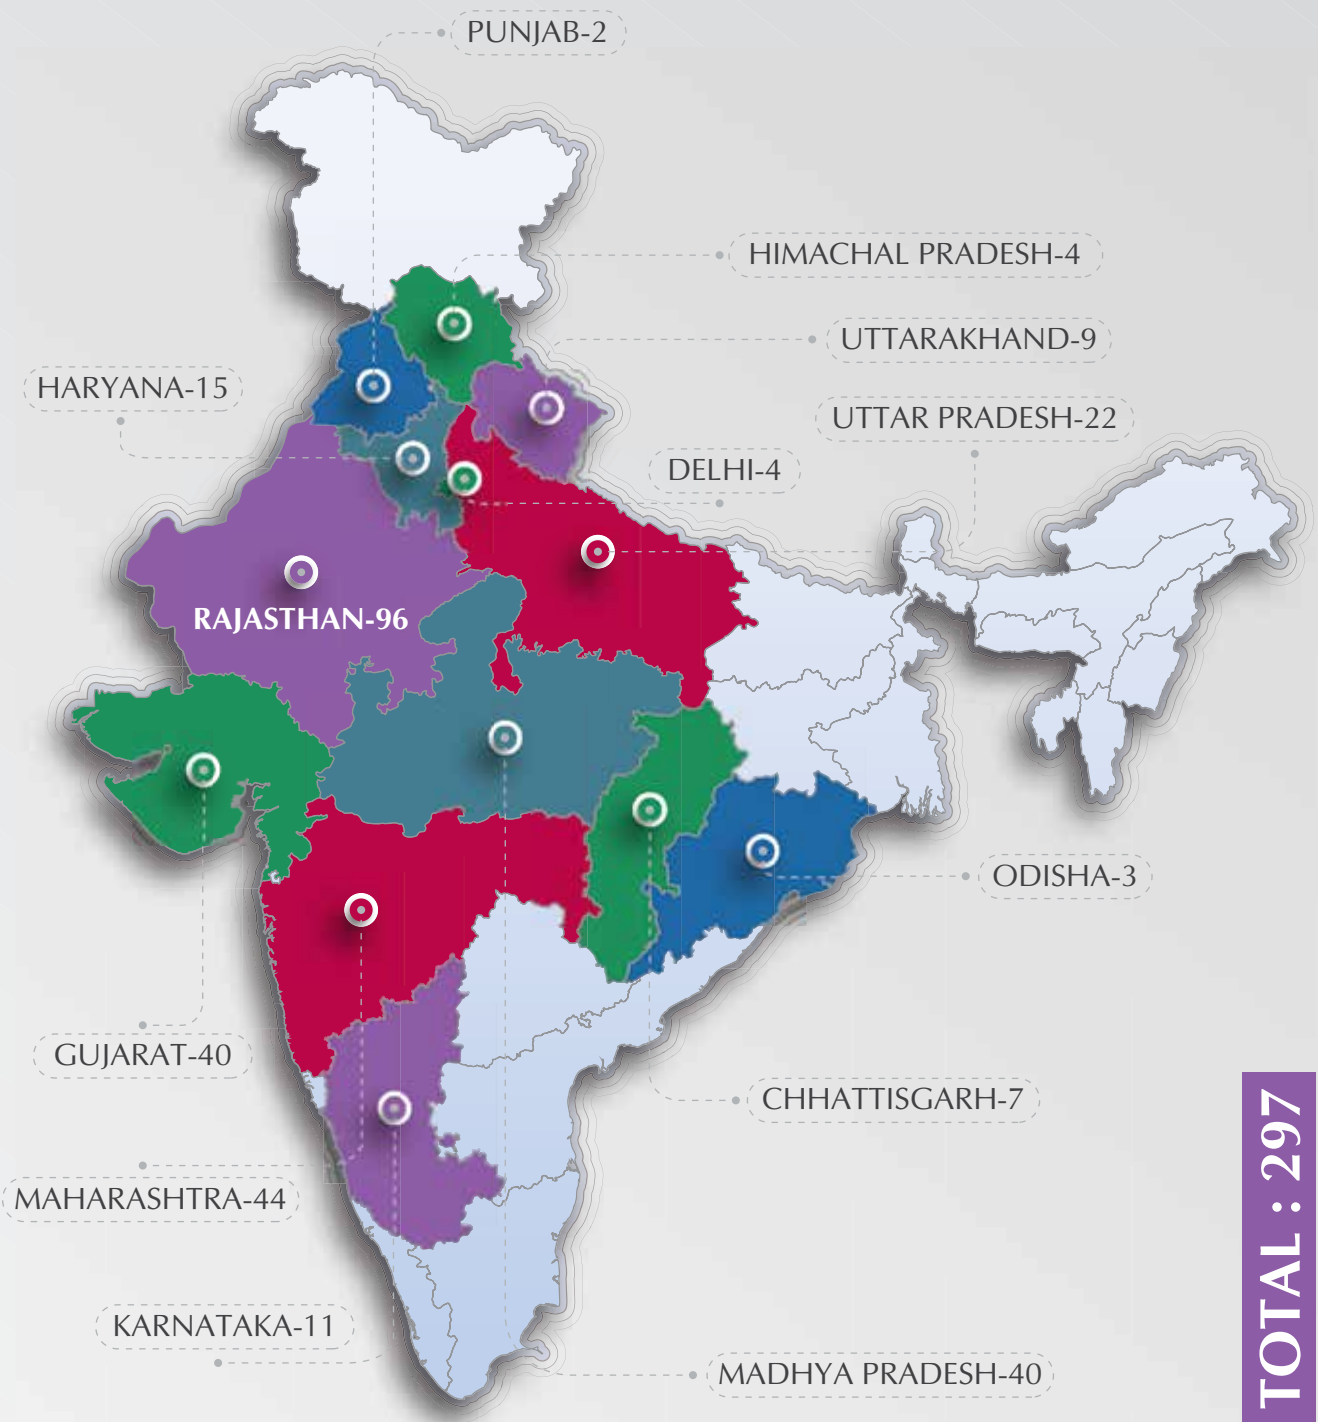 PUNJAB-2
HIMACHAL PRADESH-4
UTTARAKHAND-9
HARYANA-15
UTTAR PRADESH-22
DELHI-4
RAJASTHAN-96
ODISHA-3
GUJARAT-40
CHHATTISGARH-7
MAHARASHTRA-44
KARNATAKA-11
MADHYA PRADESH-40
TOTAL : 297